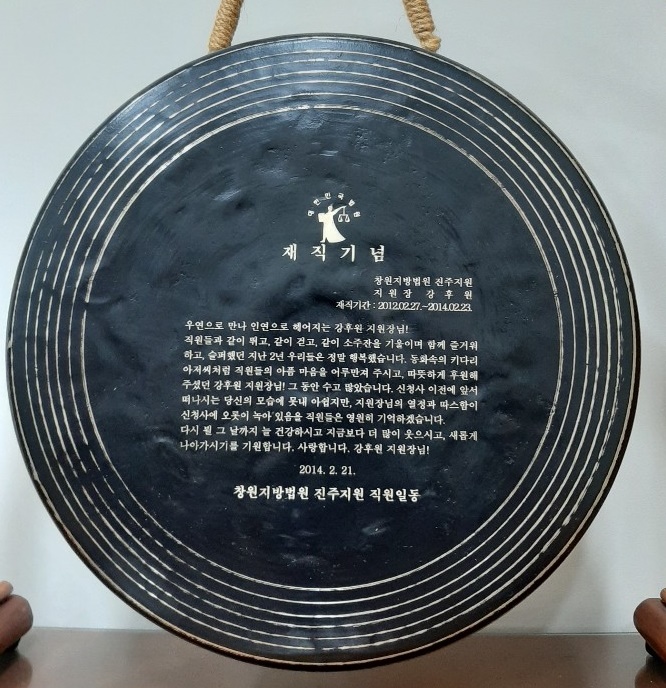 대한민국법원
재직기념
창원지방법원 진주지원
지원장 강후원
재직기간 : 2012.02.27.~2014.02.23.
우연으로 만나 인연으로 헤어지는 강후원 지원장님!
직원들과 같이 뛰고, 같이 걷고, 같이 소주잔을 기울이며 함께 즐거워
하고, 슬퍼했던 지난 2년 우리들은 정말 행복했습니다. 동화속의 키다리
아저씨처럼 직원들의 아픔 마음을 어루만져 주시고, 따뜻하게 후원해
주셨던 강후원 지원장님! 그 동안 수고 많았습니다. 신청사 이전에 앞서
떠나시는 당신의 모습에 못내 아쉽지만, 지원장님의 열정과 따스함이
신청사에 오롯이 녹아 있음을 직원들은 영원히 기억하겠습니다.
다시 뵐 그 날까지 늘 건강하시고 지금보다 더 많이 웃으시고, 새롭게
나아가시기를 기원합니다. 사랑합니다. 강후원 지원장님!
2014. 2. 21.
창원지방법원 진주지원 직원일동